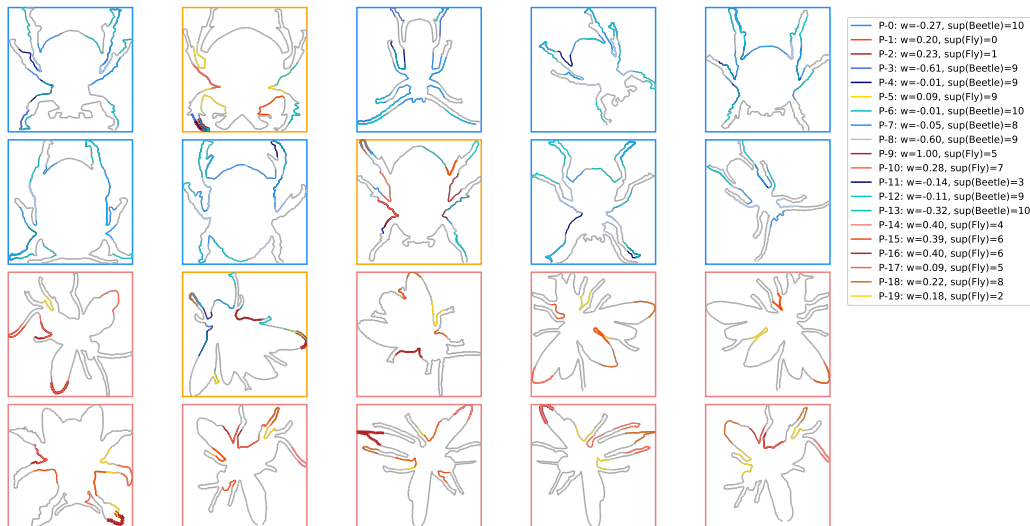 P-0: w=-0.27, sup(Beetle)=10
P-1: w=0.20, sup(Fly)=0
P-2: w=0.23, sup(Fly)=1
P-3: w=-0.61, sup(Beetle)=9
P-4: w=-0.01, sup(Beetle)=9
P-5: w=0.09, sup(Fly)=9
P-6: w=-0.01, sup(Beetle)=10
P-7: w=-0.05, sup(Beetle)=8
P-8: w=-0.60, sup(Beetle)=9
P-9: w=1.00, sup(Fly)=5
P-10: w=0.28, sup(Fly)=7
P-11: w=-0.14, sup(Beetle)=3
P-12: w=-0.11, sup(Beetle)=9
P-13: w=-0.32, sup(Beetle)=10
P-14: w=0.40, sup(Fly)=4
P-15: w=0.39, sup(Fly)=6
P-16: w=0.40, sup(Fly)=6
P-17: w=0.09, sup(Fly)=5
P-18: w=0.22, sup(Fly)=8
P-19: w=0.18, sup(Fly)=2